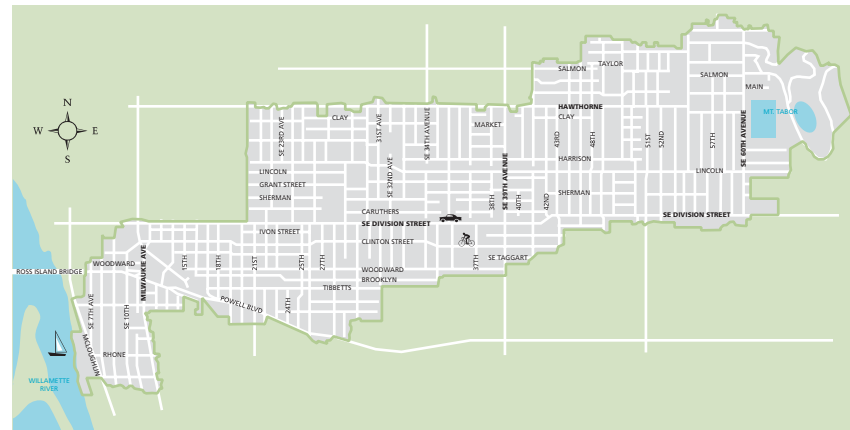 TAYLOR
SALMON
SALMON
MAIN
N
W E
S
HAWTHORNE
MT. TABOR
CLAY
CLAY
MARKET
SE 23RD AVE
31ST AVE
SE 34TH AVENUE
43RD
48TH
51ST
52ND
57TH
SE 60TH AVENUE
HARRISON
LINCOLN
LINCOLN
GRANT STREET
SE 32ND AVE
SE 39TH AVENUE
SHERMAN
SHERMAN
38TH
40TH
42ND
CARUTHERS
SE DIVISION STREET
SE DIVISION STREET
IVON STREET
CLINTON STREET
SE TAGGART
37TH
WOODWARD
MILWAUKIE AVE
15TH
18TH
21ST
25TH
27TH
WOODWARD
ROSS ISLAND BRIDGE
BROOKLYN
TIBBETTS
24TH
POWELL BLVD
SE 7TH AVE
SE 10TH
MCLOUGHLIN
RHONE
WILLAMETTE
RIVER